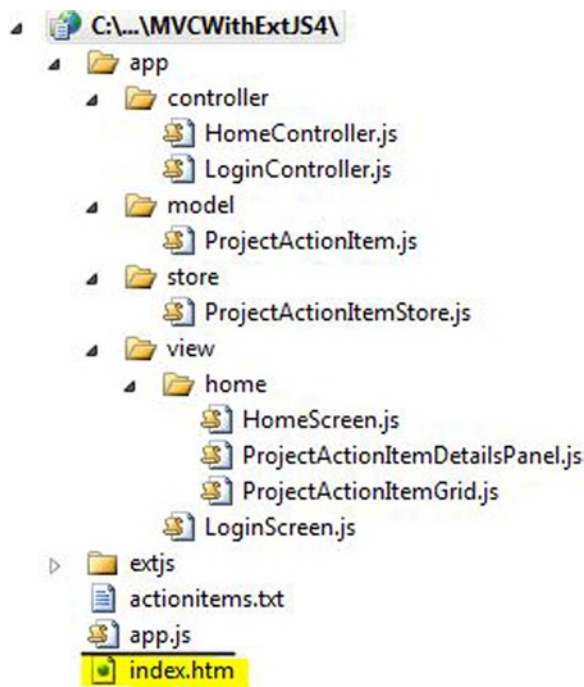 C:\...\MVCWithExtJS4\
app
controller
HomeController.js
LoginController.js
model
ProjectActionItem.js
store
ProjectActionItemStore.js
view
home
HomeScreen.js
ProjectActionItemDetailsPanel.js
ProjectActionItemGrid.js
LoginScreen.js
extjs
actionitems.txt
app.js
index.htm